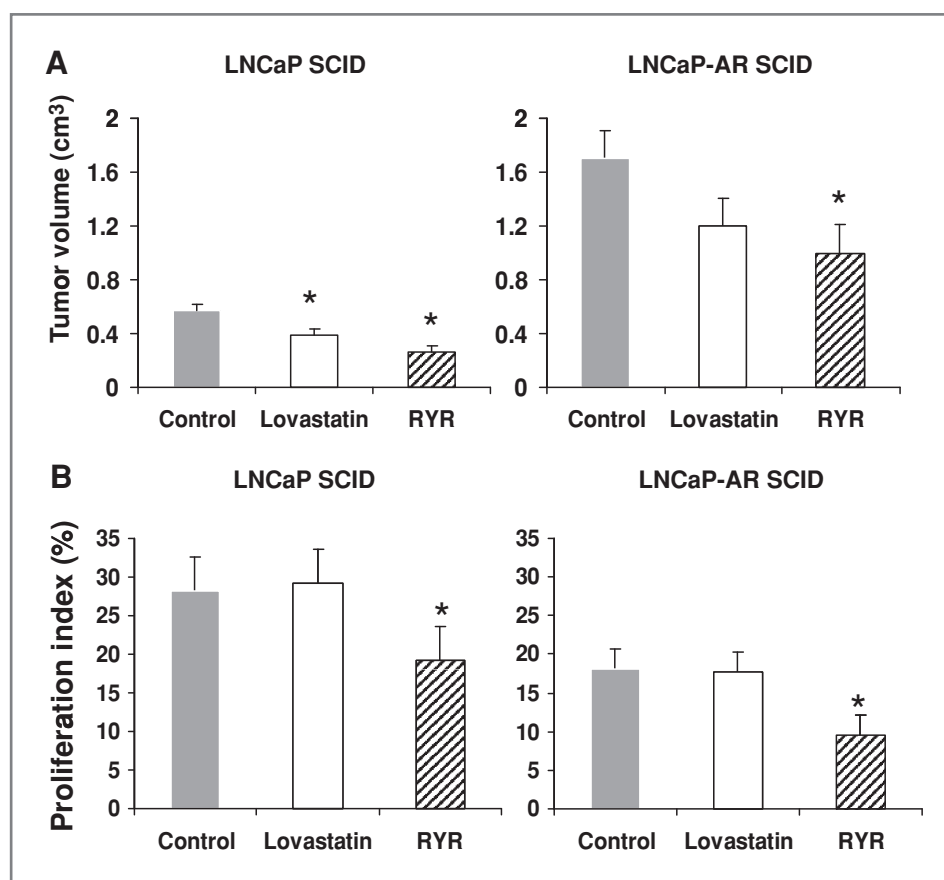 A
LNCaP SCID
LNCaP-AR SCID
Tumor volume (cm³)
2
1.6
1.2
0.8
0.4
0
*
*
Control Lovastatin RYR
2
1.6
1.2
0.8
0.4
0
*
Control Lovastatin RYR
B
LNCaP SCID
LNCaP-AR SCID
Proliferation index (%)
35
30
25
20
15
10
5
0
*
Control Lovastatin RYR
35
30
25
20
15
10
5
0
*
Control Lovastatin RYR